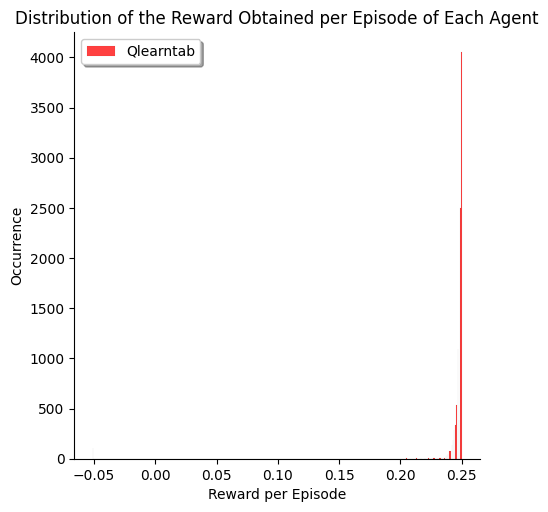 Distribution of the Reward Obtained per Episode of Each Agent
Qlearntab
4000
3500
3000
2500
2000
1500
1000
500
0
Occurrence
−0.05 0.00 0.05 0.10 0.15 0.20 0.25
Reward per Episode